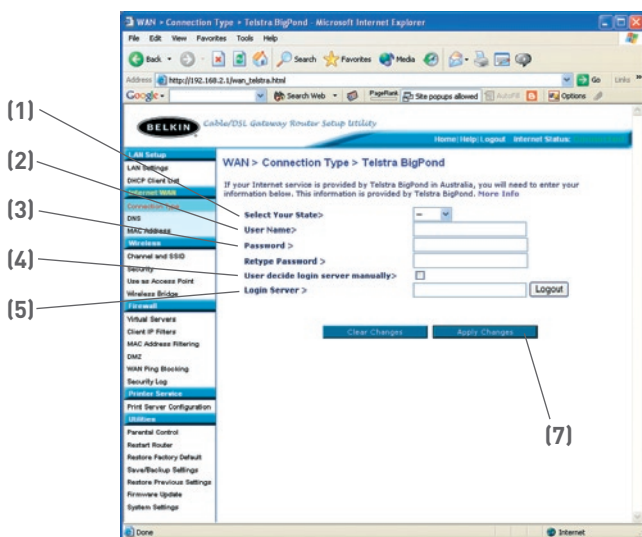 WAN > Connection Type > Telstra BigPond - Microsoft Internet Explorer
File Edit View Favorites Tools Help
Back Search Favorites Media
Address http://192.168.2.1/wan_telstra.html Go Links »
Google Search Web PageRank Site popups allowed AutoFill Options
BELKIN Cable/DSL Gateway Router Setup Utility
Home|Help|Logout Internet Status:
LAN Setup
LAN Settings
DHCP Client List
Internet WAN
Connection Type
DNS
MAC Address
Wireless
Channel and SSID
Security
Use as Access Point
Wireless Bridge
Firewall
Virtual Servers
Client IP Filters
MAC Address Filtering
DMZ
WAN Ping Blocking
Security Log
Printer Service
Print Server Configuration
Utilities
Parental Control
Restart Router
Restore Factory Default
Save/Backup Settings
Restore Previous Settings
Firmware Update
System Settings
WAN > Connection Type > Telstra BigPond
If your Internet service is provided by Telstra BigPond in Australia, you will need to enter your
information below. This information is provided by Telstra BigPond. More Info
(1) Select Your State> --
(2) User Name>
(3) Password >
Retype Password >
(4) User decide login server manually>
(5) Login Server > Logout
Clear Changes Apply Changes
(7)
Done Internet